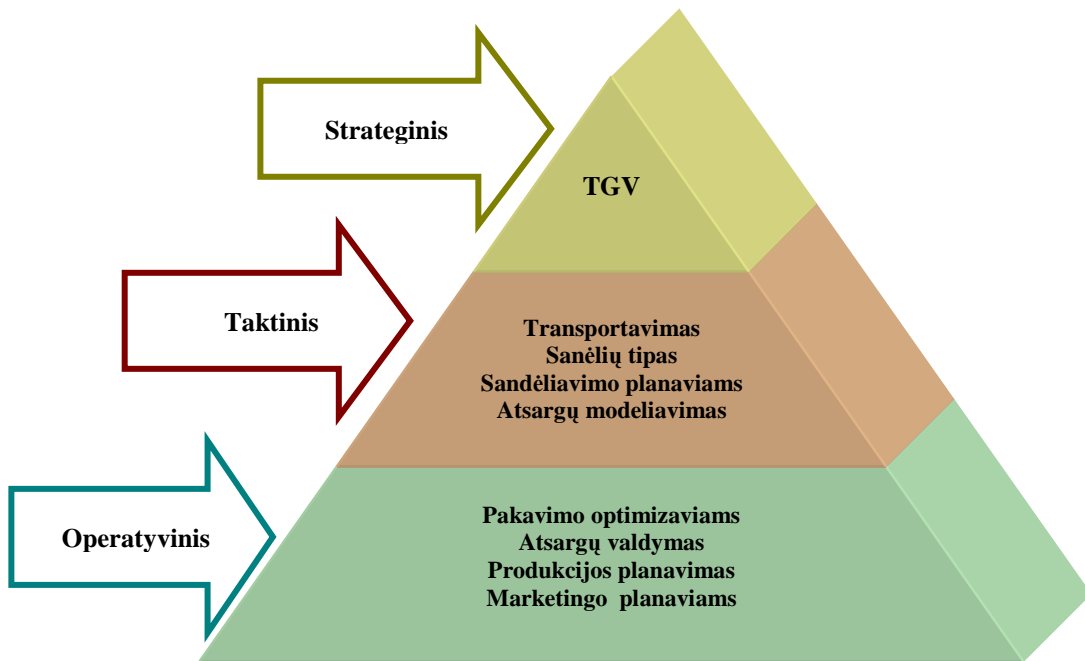 Strateginis
TGV
Taktinis
Transportavimas
Sanėlių tipas
Sandėliavimo planaviams
Atsargų modeliavimas
Operatyvinis
Pakavimo optimizaviams
Atsargų valdymas
Produkcijos planavimas
Marketingo planaviams